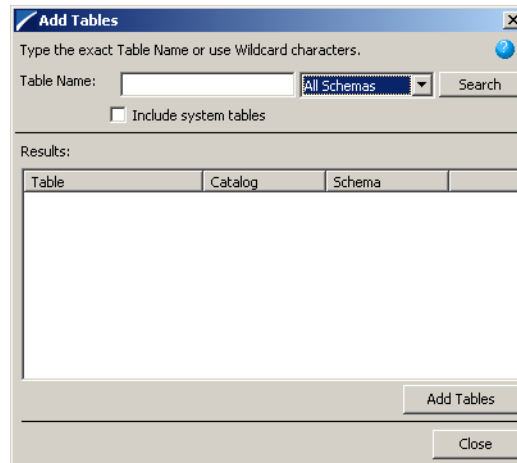 Add Tables
Type the exact Table Name or use Wildcard characters.
Table Name: All Schemas Search
Include system tables
Results:
Table Catalog Schema
Add Tables
Close